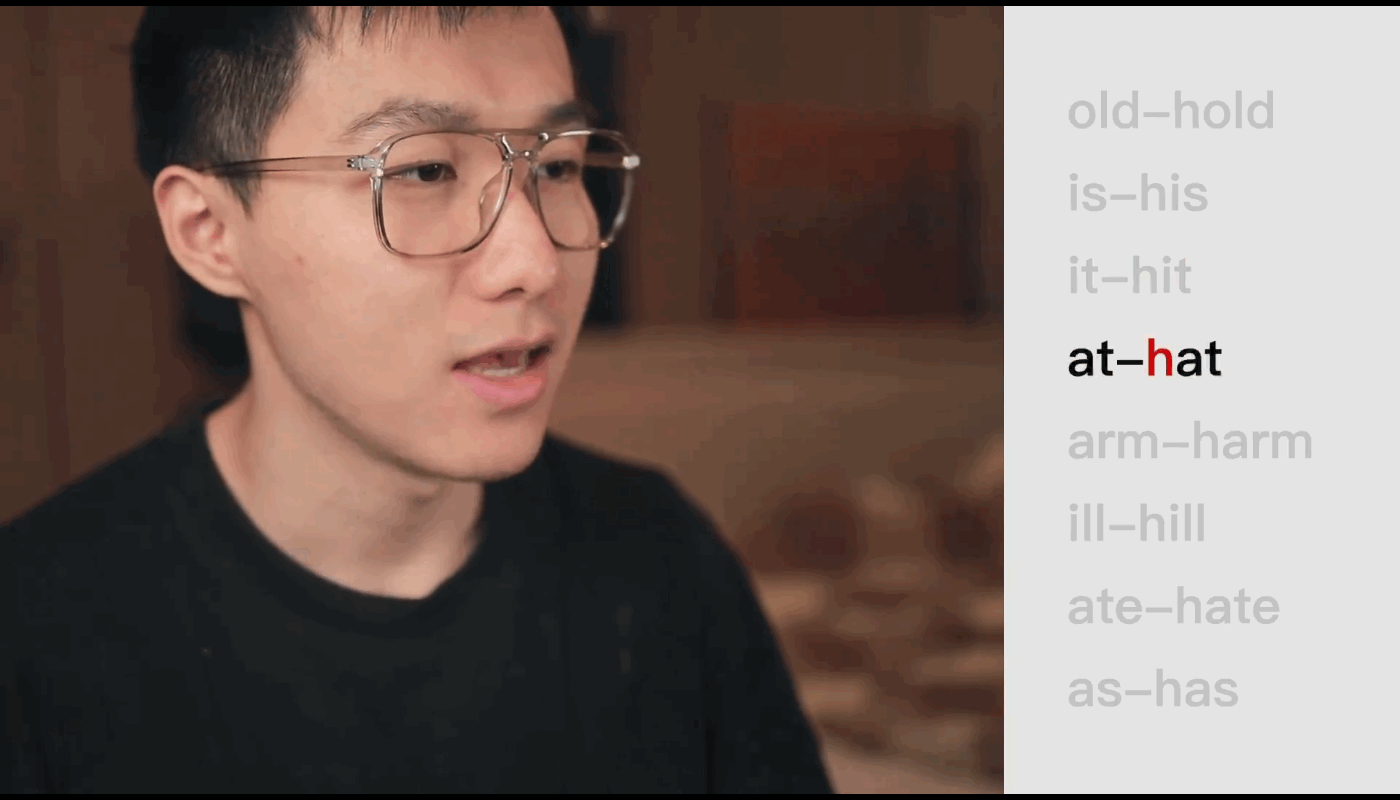 old–hold
is–his
it–hit
at–hat
arm–harm
ill–hill
ate–hate
as–has